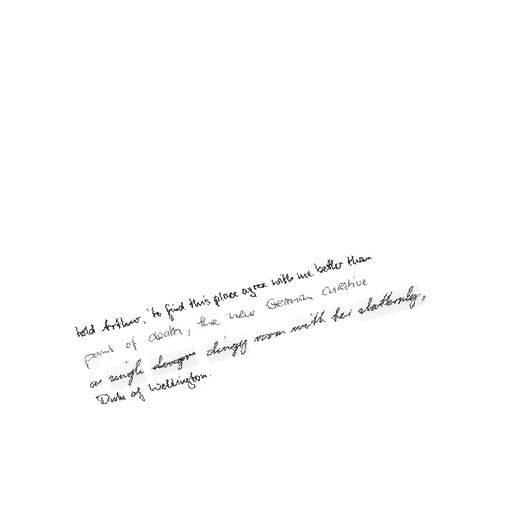 told Arthur, 'to find this place agree with me better than
point of death, the new German curative
a single dingy room with her slatternly,
Duke of Wellington.